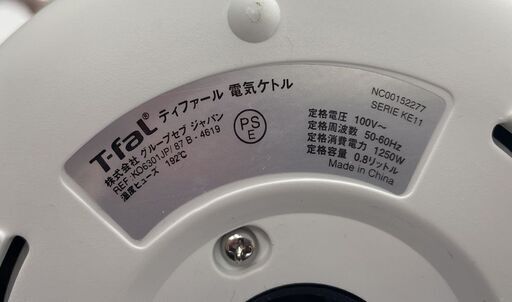 T-faL ティファール 電気ケトル
株式会社 グループセブ ジャパン
REF. KO6301JP/ 87 B - 4619
温度ヒューズ 192℃
PS
E
NC00152277
SERIE KE11
定格電圧 100V~
定格周波数 50-60Hz
定格消費電力 1250W
定格容量 0.8リットル
Made in China